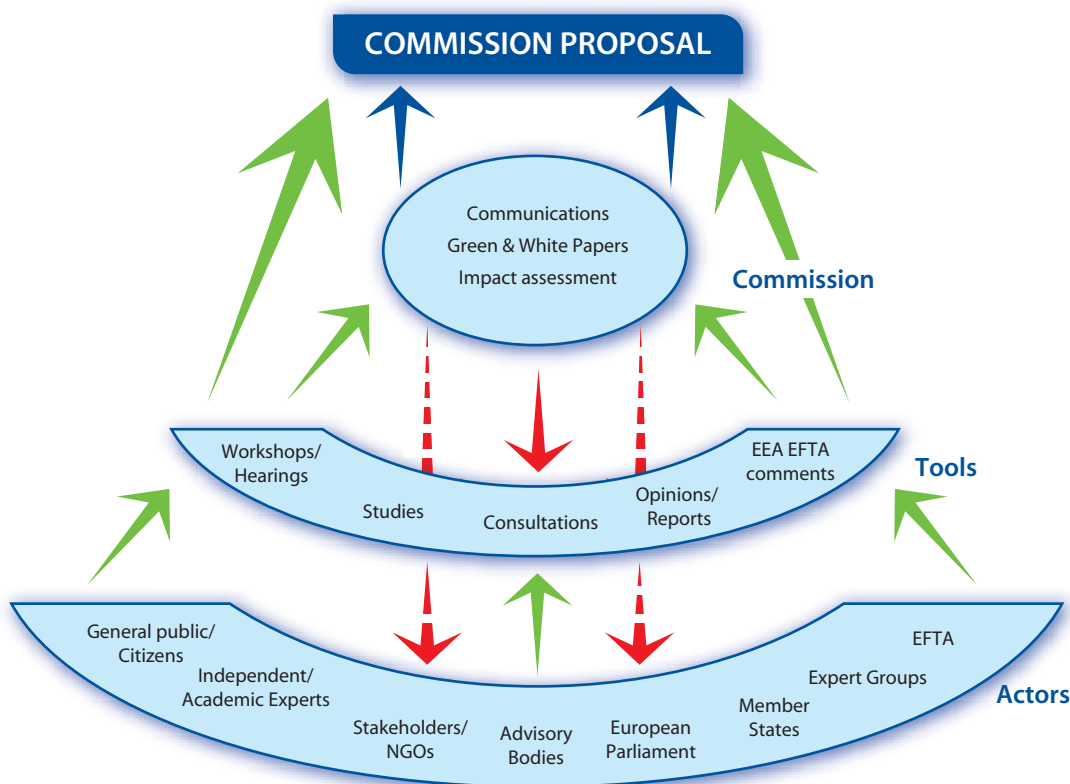 COMMISSION PROPOSAL
Communications
Green & White Papers
Impact assessment
Commission
Workshops/
Hearings
Studies
Consultations
Opinions/
Reports
EEA EFTA
comments
Tools
General public/
Citizens
Independent/
Academic Experts
Stakeholders/
NGOs
Advisory
Bodies
European
Parliament
Member
States
Expert Groups
EFTA
Actors